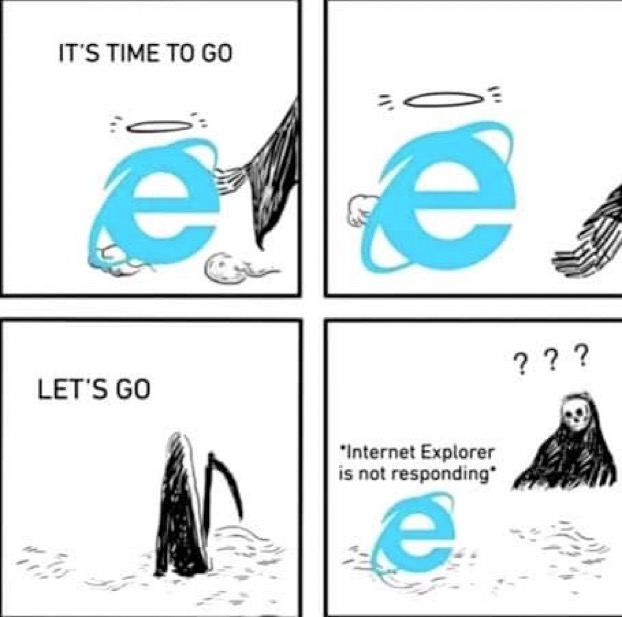 IT'S TIME TO GO
LET'S GO
? ? ?
*Internet Explorer
is not responding*